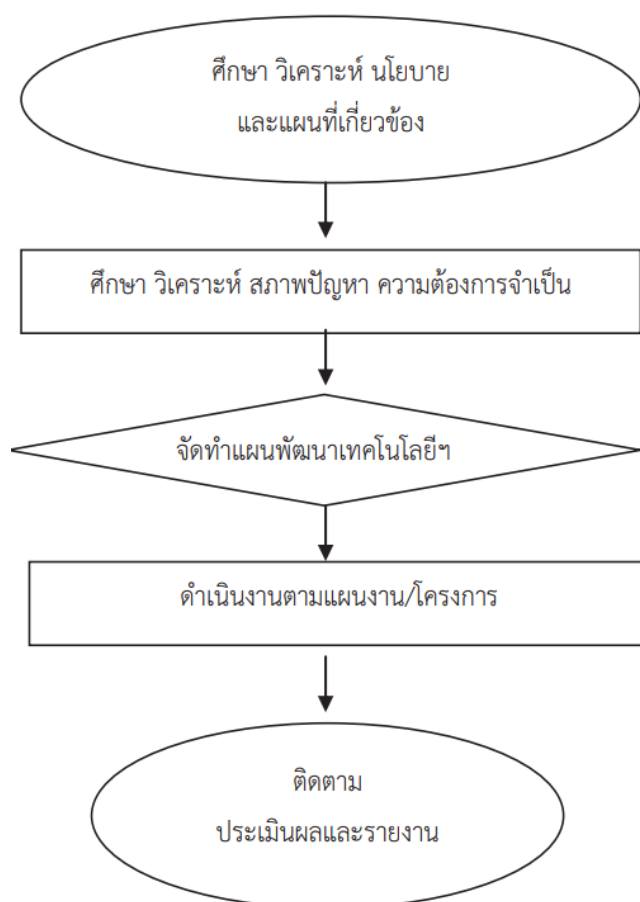 ศึกษา วิเคราะห์ นโยบาย
และแผนที่เกี่ยวข้อง
ศึกษา วิเคราะห์ สภาพปัญหา ความต้องการจำเป็น
จัดทำแผนพัฒนาเทคโนโลยีฯ
ดำเนินงานตามแผนงาน/โครงการ
ติดตาม
ประเมินผลและรายงาน